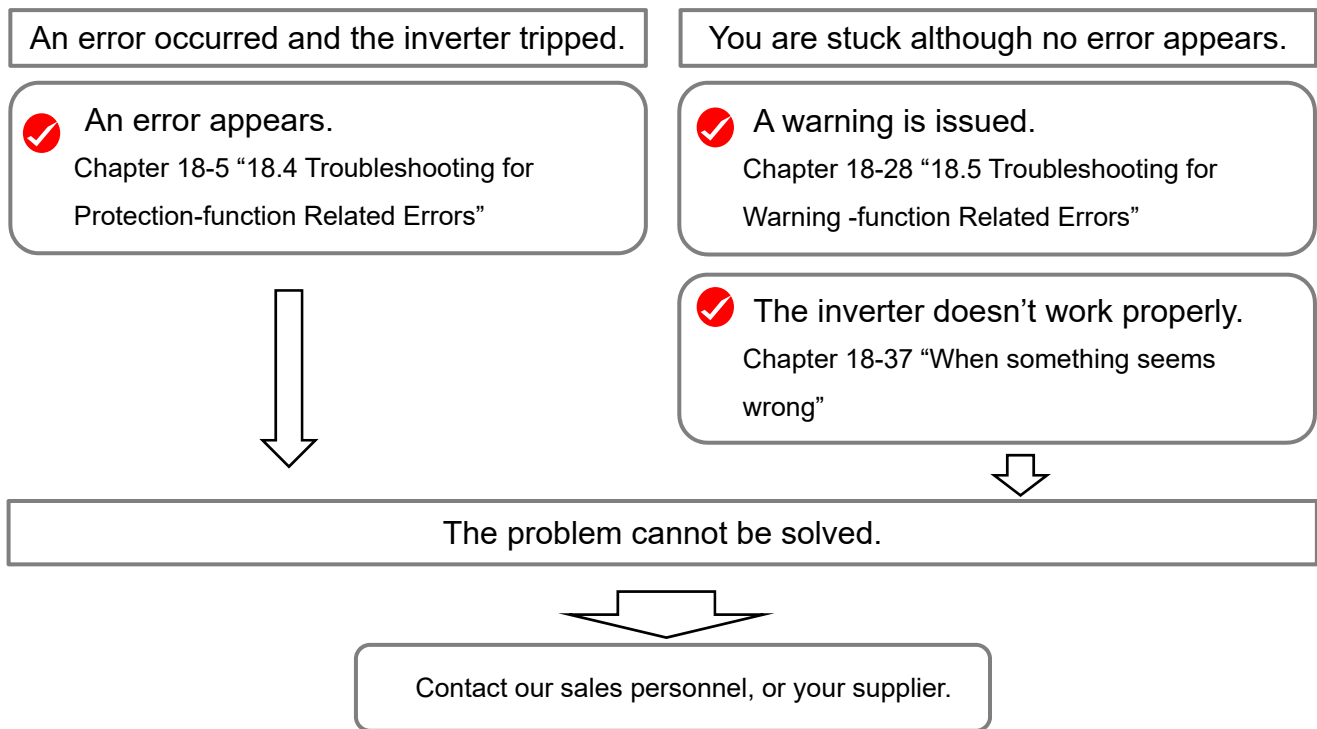 An error occurred and the inverter tripped.
An error appears.
Chapter 18-5 “18.4 Troubleshooting for
Protection-function Related Errors”
You are stuck although no error appears.
A warning is issued.
Chapter 18-28 “18.5 Troubleshooting for
Warning -function Related Errors”
The inverter doesn’t work properly.
Chapter 18-37 “When something seems
wrong”
The problem cannot be solved.
Contact our sales personnel, or your supplier.